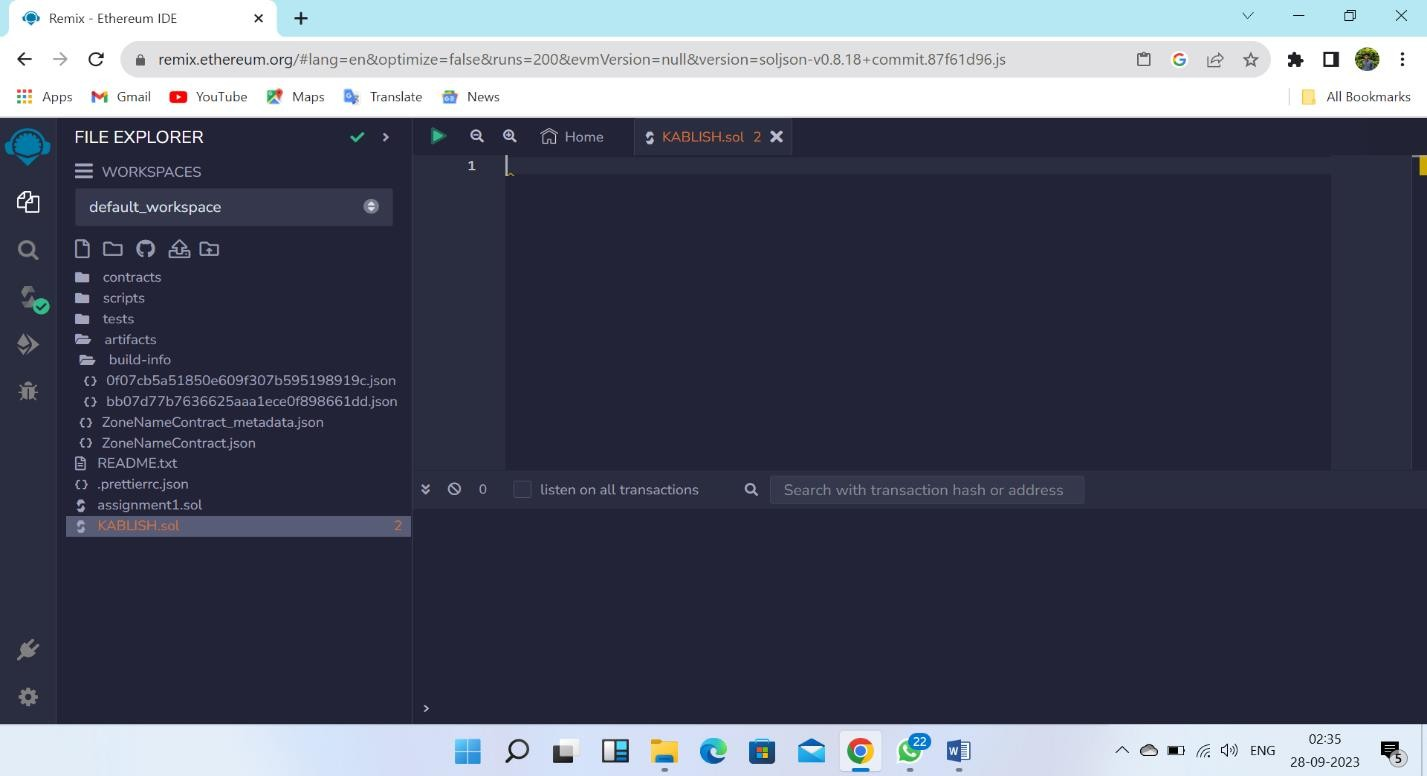 Remix - Ethereum IDE
remix.ethereum.org/#lang=en&optimize=false&runs=200&evmVersion=null&version=soljson-v0.8.18+commit.87f61d96.js
Apps Gmail YouTube Maps Translate News All Bookmarks
FILE EXPLORER
WORKSPACES
default_workspace
contracts
scripts
tests
artifacts
build-info
0f07cb5a51850e609f307b595198919c.json
bb07d77b7636625aaa1ece0f898661dd.json
ZoneNameContract_metadata.json
ZoneNameContract.json
README.txt
.prettierrc.json
assignment1.sol
KABLISH.sol 2
Home KABLISH.sol 2
1
0 listen on all transactions Search with transaction hash or address
>
22
ENG
02:35
28-09-2023
5